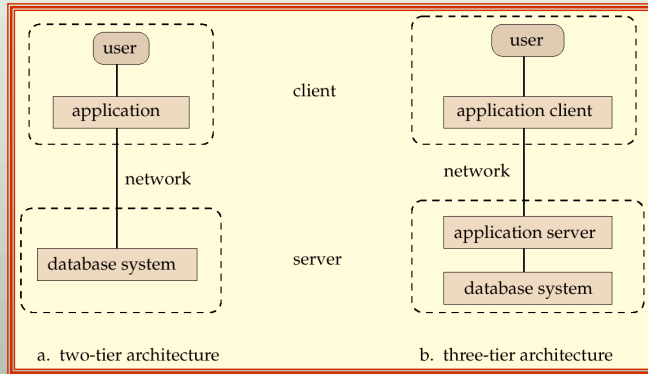 user
application
network
database system
a. two-tier architecture
client
server
user
application client
network
application server
database system
b. three-tier architecture